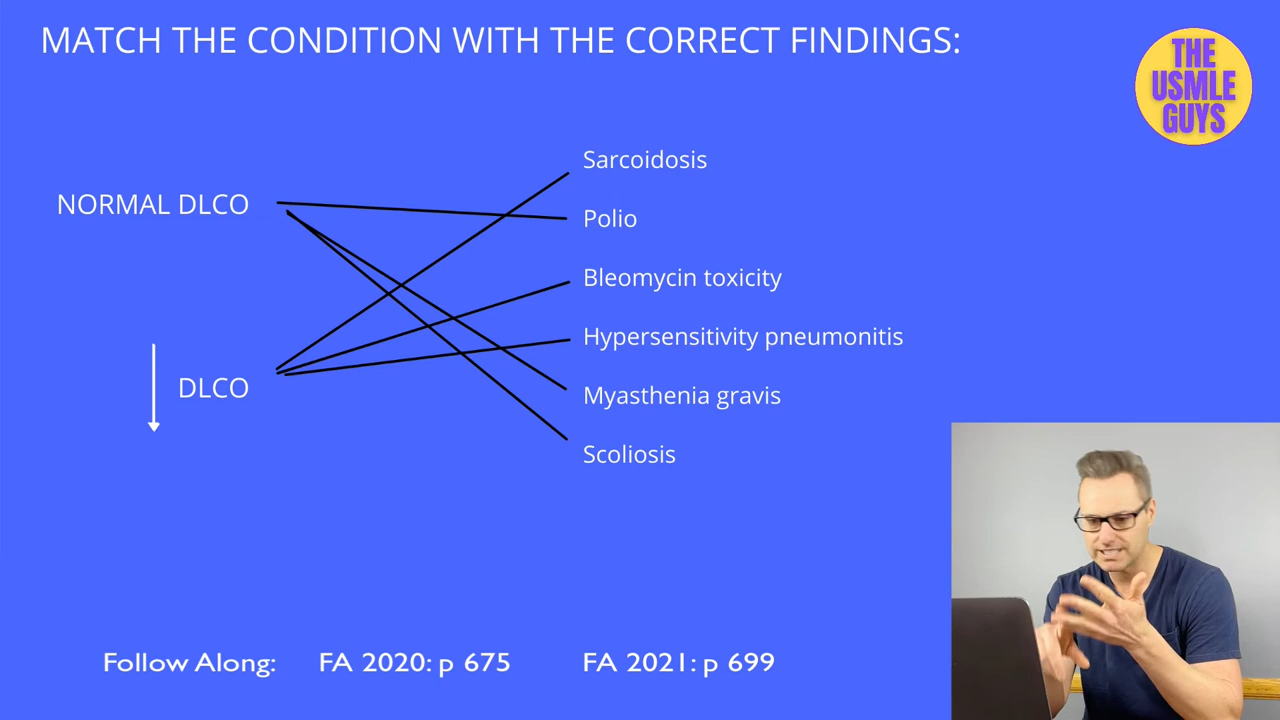 MATCH THE CONDITION WITH THE CORRECT FINDINGS:
THE
USMLE
GUYS
Sarcoidosis
NORMAL DLCO
Polio
Bleomycin toxicity
Hypersensitivity pneumonitis
DLCO
Myasthenia gravis
Scoliosis
Follow Along: FA 2020: p 675 FA 2021: p 699